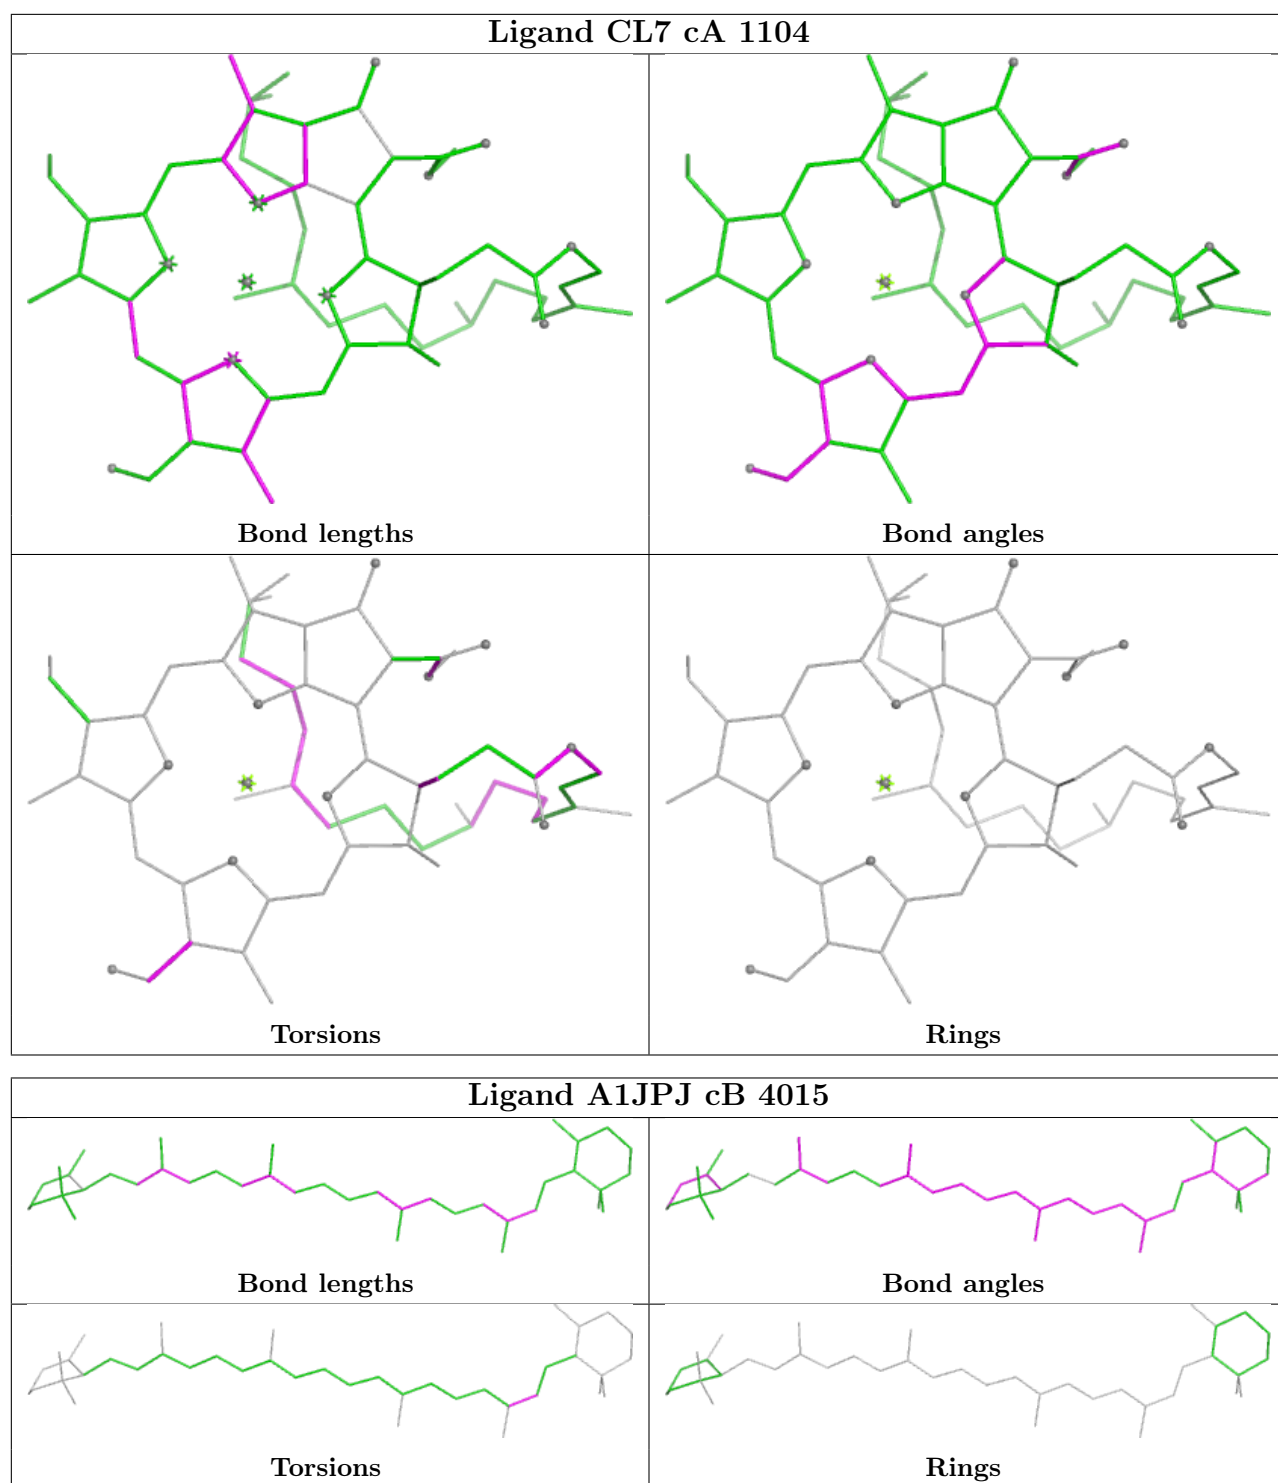 Ligand CL7 cA 1104
Bond lengths
Bond angles
Torsions
Rings
Ligand A1JPJ cB 4015
Bond lengths
Bond angles
Torsions
Rings